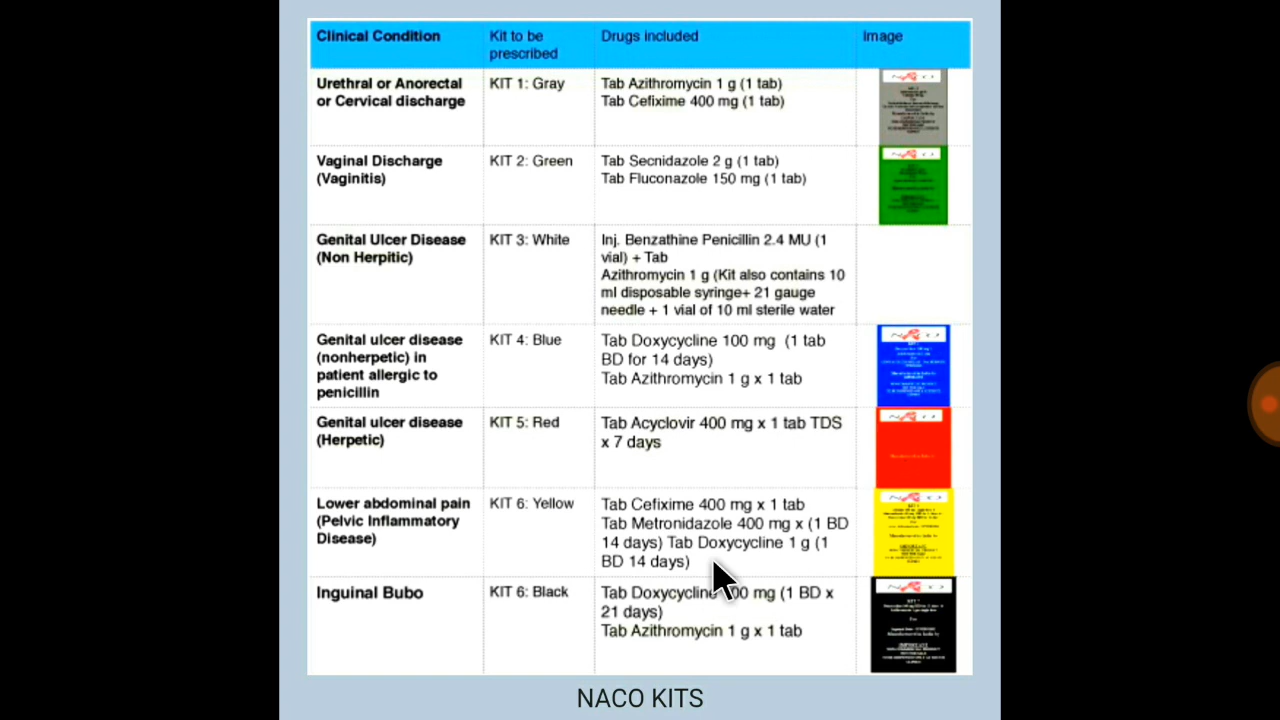 Clinical Condition
Kit to be
prescribed
Drugs included
image
Urethral or Anorectal
or Cervical discharge
KIT 1: Gray
Tab Azithromycin 1 g (1 tab)
Tab Cefixime 400 mg (1 tab)
Vaginal Discharge
(Vaginitis)
KIT 2: Green
Tab Secnidazole 2 g (1 tab)
Tab Fluconazole 150 mg (1 tab)
Genital Ulcer Disease
(Non Herpitic)
KIT 3: White
Inj. Benzathine Penicillin 2.4 MU (1
vial) + Tab
Azithromycin 1 g (Kit also contains 10
ml disposable syringe+ 21 gauge
needle + 1 vial of 10 ml sterile water
Genital ulcer disease
(nonherpetic) in
patient allergic to
penicillin
KIT 4: Blue
Tab Doxycycline 100 mg (1 tab
BD for 14 days)
Tab Azithromycin 1 g x 1 tab
Genital ulcer disease
(Herpetic)
KIT 5: Red
Tab Acyclovir 400 mg x 1 tab TDS
x 7 days
Lower abdominal pain
(Pelvic Inflammatory
Disease)
KIT 6: Yellow
Tab Cefixime 400 mg x 1 tab
Tab Metronidazole 400 mg x (1 BD
14 days) Tab Doxycycline 1 g (1
BD 14 days)
Inguinal Bubo
KIT 6: Black
Tab Doxycycline 00 mg (1 BD x
21 days)
Tab Azithromycin 1 g x 1 tab
NACO KITS